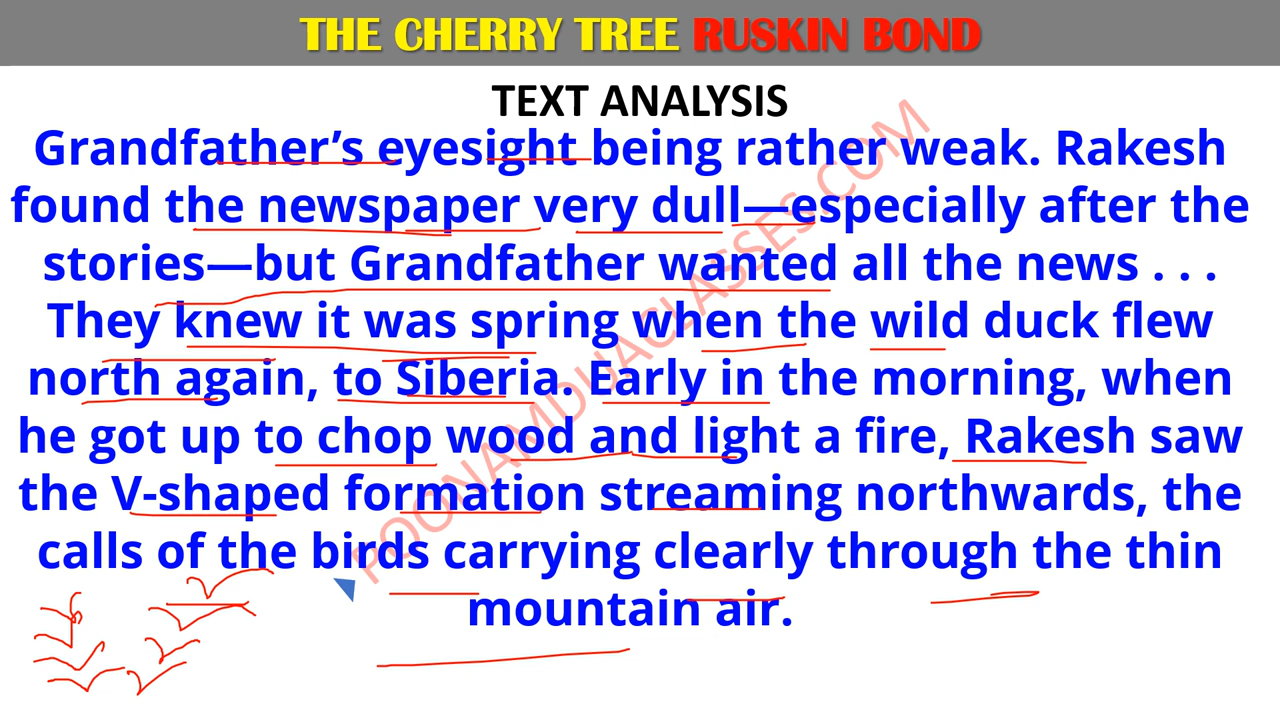 THE CHERRY TREE RUSKIN BOND
TEXT ANALYSIS
Grandfather’s eyesight being rather weak. Rakesh
found the newspaper very dull—especially after the
stories—but Grandfather wanted all the news . . .
They knew it was spring when the wild duck flew
north again, to Siberia. Early in the morning, when
he got up to chop wood and light a fire, Rakesh saw
the V-shaped formation streaming northwards, the
calls of the birds carrying clearly through the thin
mountain air.
POONAMDUACLASSES.COM